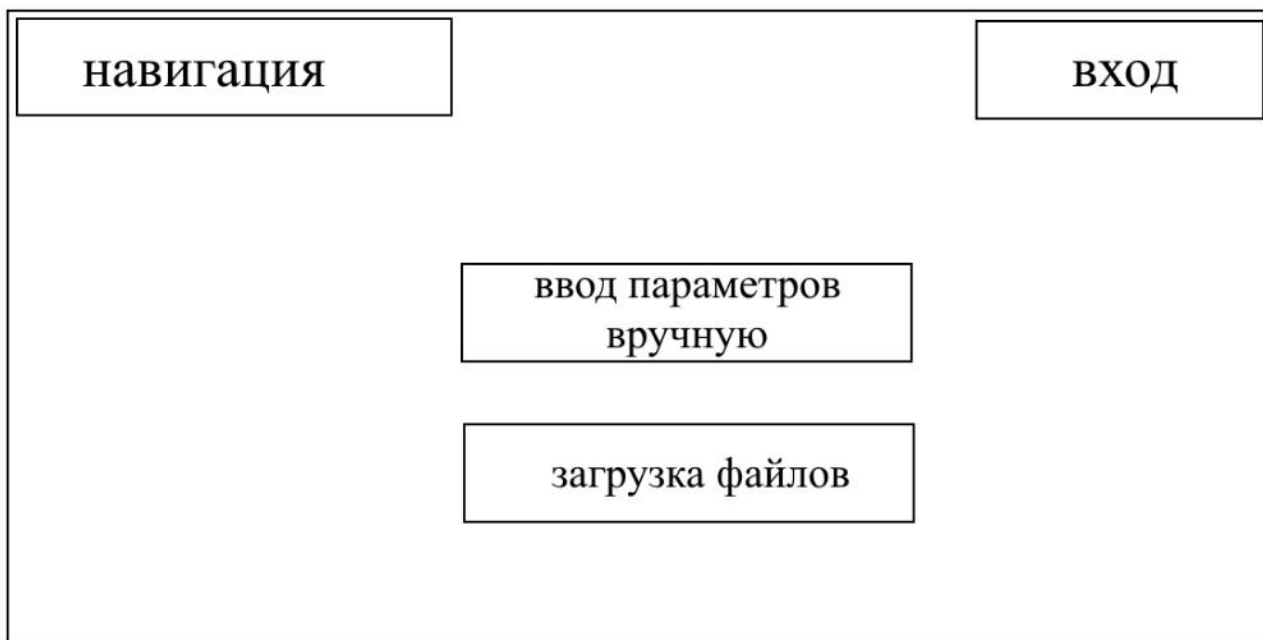 навигация
вход
ввод параметров
вручную
загрузка файлов